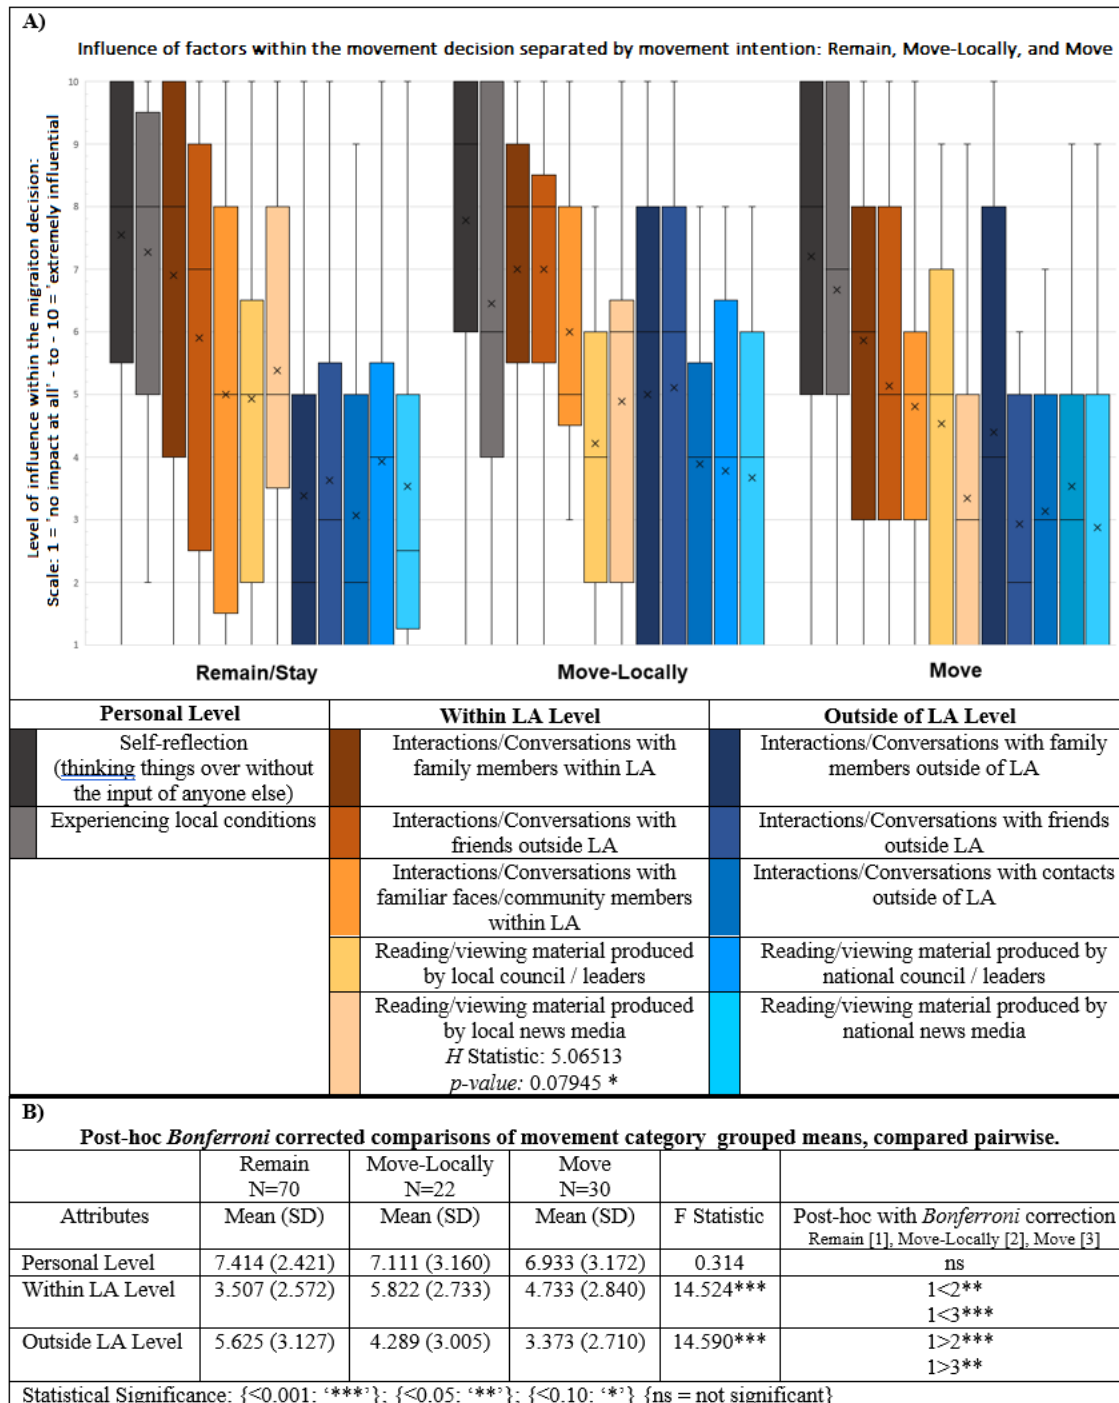 A)
Influence of factors within the movement decision separated by movement intention: Remain, Move-Locally, and Move
Level of influence within the migraiton decision:
Scale: 1 = 'no impact at all' - to - 10 = 'extremely influential
10
9
8
7
6
5
4
3
2
1
Remain/Stay Move-Locally Move
Personal Level Within LA Level Outside of LA Level
Self-reflection
(thinking things over without
the input of anyone else)
Interactions/Conversations with
family members within LA
Interactions/Conversations with family
members outside of LA
Experiencing local conditions
Interactions/Conversations with
friends outside LA
Interactions/Conversations with friends
outside LA
Interactions/Conversations with
familiar faces/community members
within LA
Interactions/Conversations with contacts
outside of LA
Reading/viewing material produced
by local council / leaders
Reading/viewing material produced by
national council / leaders
Reading/viewing material produced
by local news media
H Statistic: 5.06513
p-value: 0.07945 *
Reading/viewing material produced by
national news media
B)
Post-hoc Bonferroni corrected comparisons of movement category grouped means, compared pairwise.
Remain Move-Locally Move
N=70 N=22 N=30
Attributes Mean (SD) Mean (SD) Mean (SD) F Statistic Post-hoc with Bonferroni correction
Remain [1], Move-Locally [2], Move [3]
Personal Level 7.414 (2.421) 7.111 (3.160) 6.933 (3.172) 0.314 ns
Within LA Level 3.507 (2.572) 5.822 (2.733) 4.733 (2.840) 14.524*** 1<2**
1<3***
Outside LA Level 5.625 (3.127) 4.289 (3.005) 3.373 (2.710) 14.590*** 1>2***
1>3**
Statistical Significance: {<0.001: '***'}; {<0.05: '**'}; {<0.10: '*'} {ns = not significant}